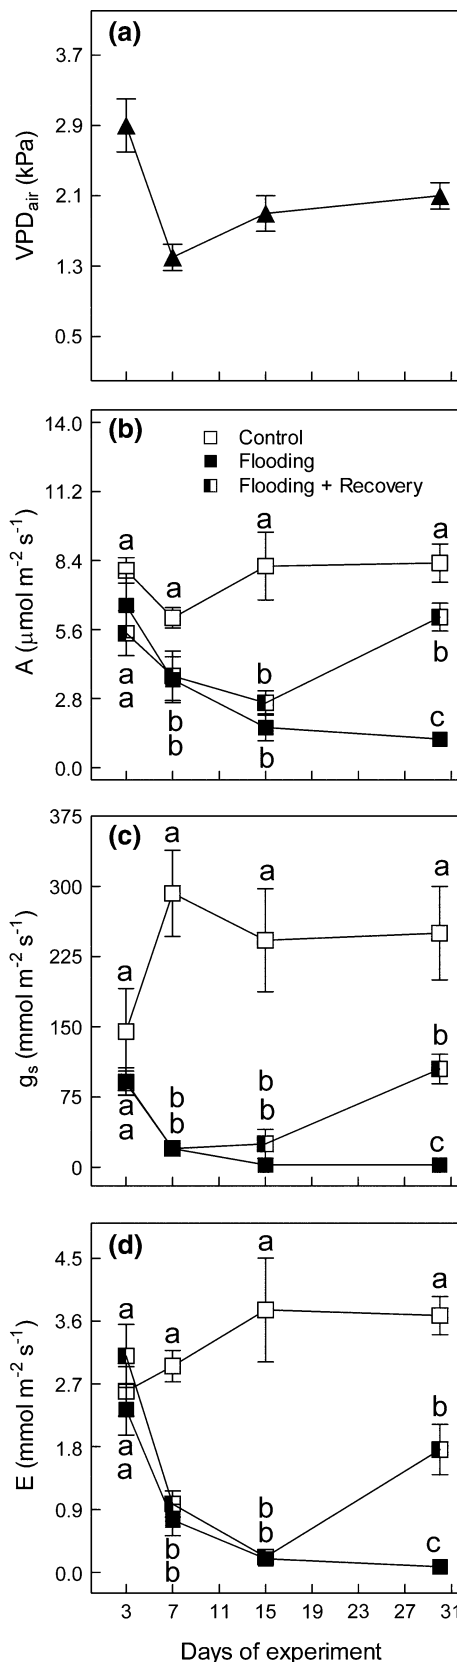 (a)
3.7
2.9
2.1
1.3
0.5
VPDair (kPa)
(b)
Control
Flooding
Flooding + Recovery
14.0
11.2
8.4
5.6
2.8
0.0
A (μmol m-2 s-1)
a
a
a
a
a
a
b
b
b
b
b
c
(c)
375
300
225
150
75
0
gs (mmol m-2 s-1)
a
a
a
a
a
a
b
b
b
b
b
c
(d)
4.5
3.6
2.7
1.8
0.9
0.0
E (mmol m-2 s-1)
a
a
a
a
a
a
b
b
b
b
b
c
3 7 11 15 19 23 27 31
Days of experiment